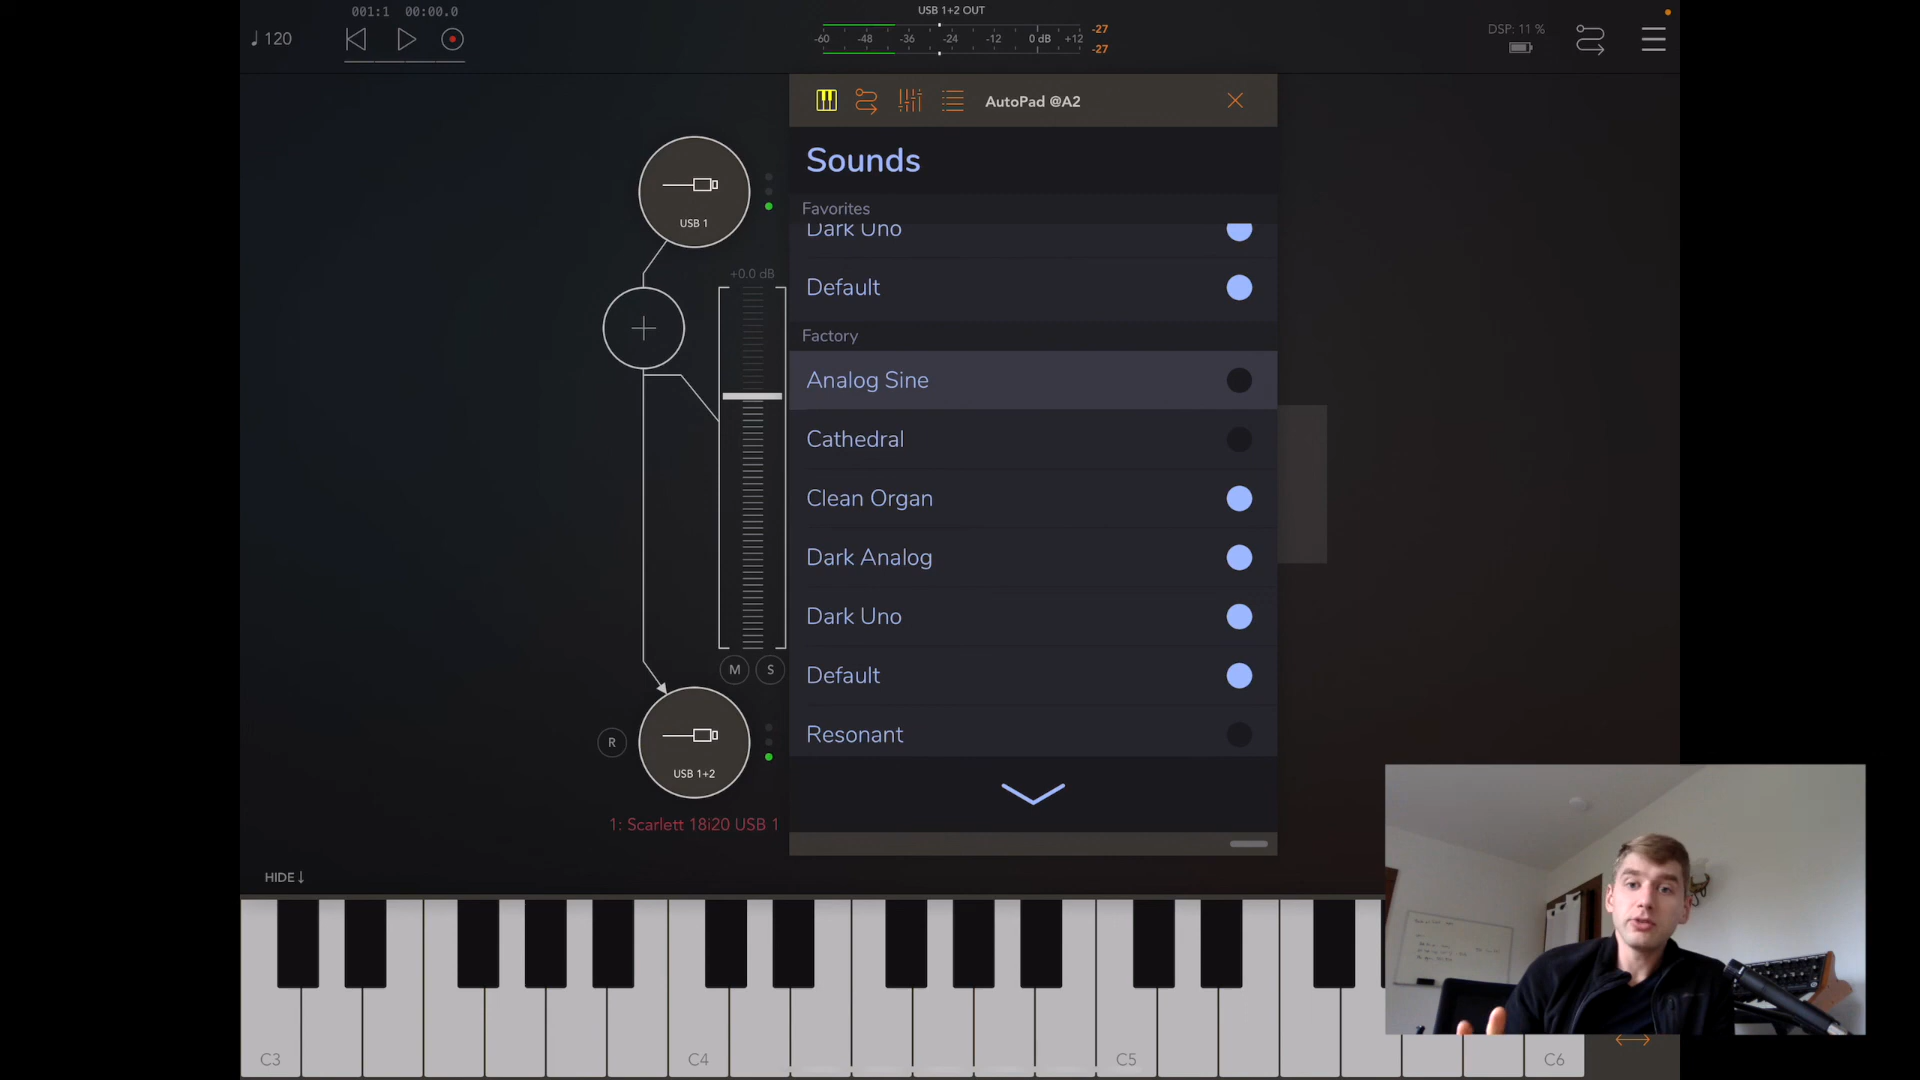 001:1 00:00.0
USB 1+2 OUT
♩120
-60 -48 -36 -24 -12 0 dB +12
-27
-27
DSP: 11 %
AutoPad @A2
Sounds
Favorites
Dark Uno
Default
Factory
Analog Sine
Cathedral
Clean Organ
Dark Analog
Dark Uno
Default
Resonant
USB 1
+0.0 dB
M S
R
USB 1+2
1: Scarlett 18i20 USB 1
HIDE↓
C3 C4 C5 C6